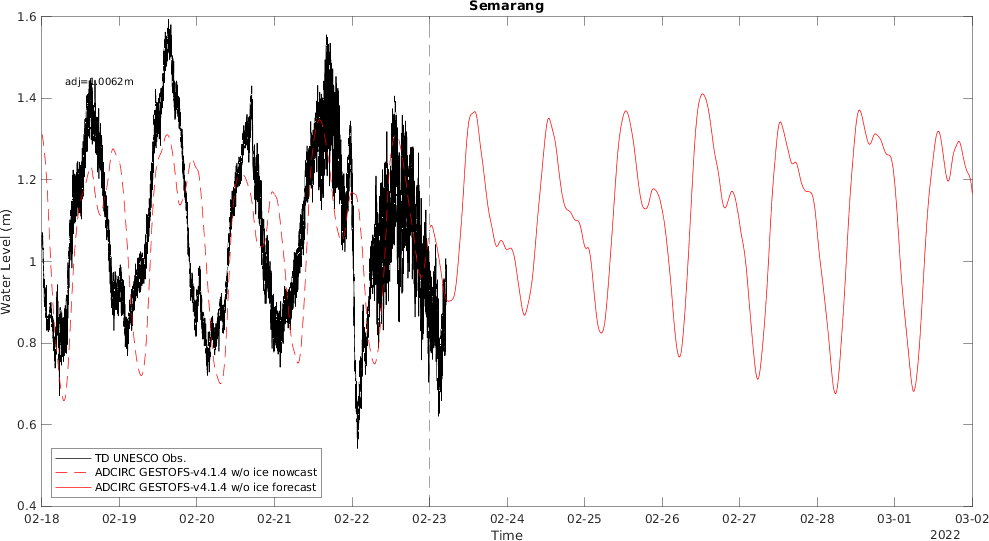 Semarang
1.6
1.4
1.2
1
0.8
0.6
0.4
Water Level (m)
adj=1.0062m
TD UNESCO Obs.
ADCIRC GESTOFS-v4.1.4 w/o ice nowcast
ADCIRC GESTOFS-v4.1.4 w/o ice forecast
02-18 02-19 02-20 02-21 02-22 02-23 02-24 02-25 02-26 02-27 02-28 03-01 03-02
Time
2022